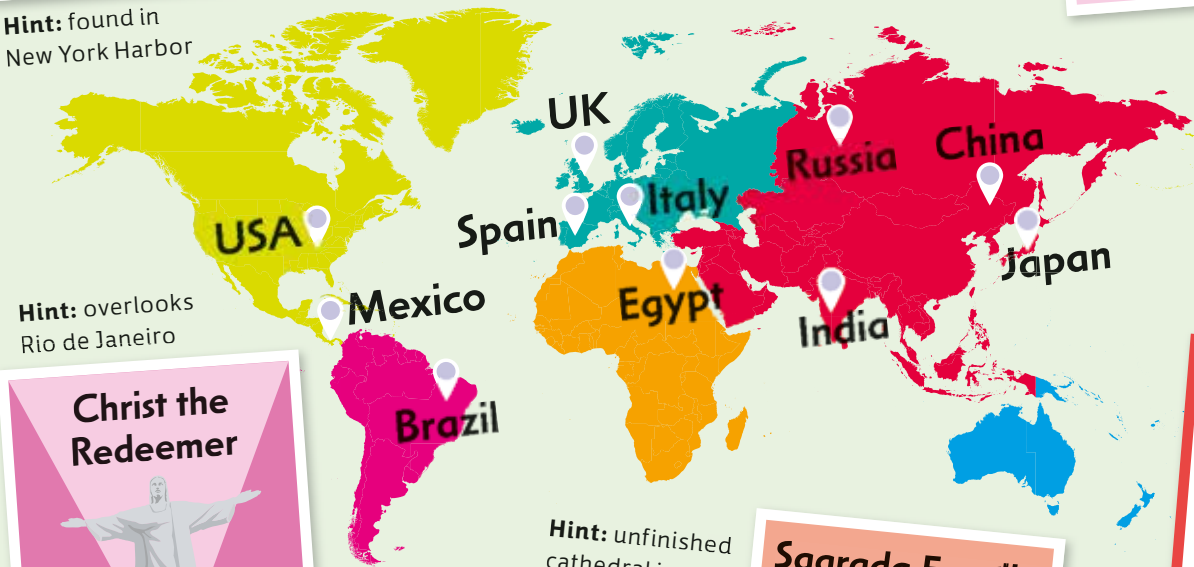 Hint: found in
New York Harbor
UK
China
Russia
Italy
Spain
USA
Japan
Mexico
Egypt
India
Hint: overlooks
Rio de Janeiro
Brazil
Christ the
Redeemer
Hint: unfinished
Sagrada